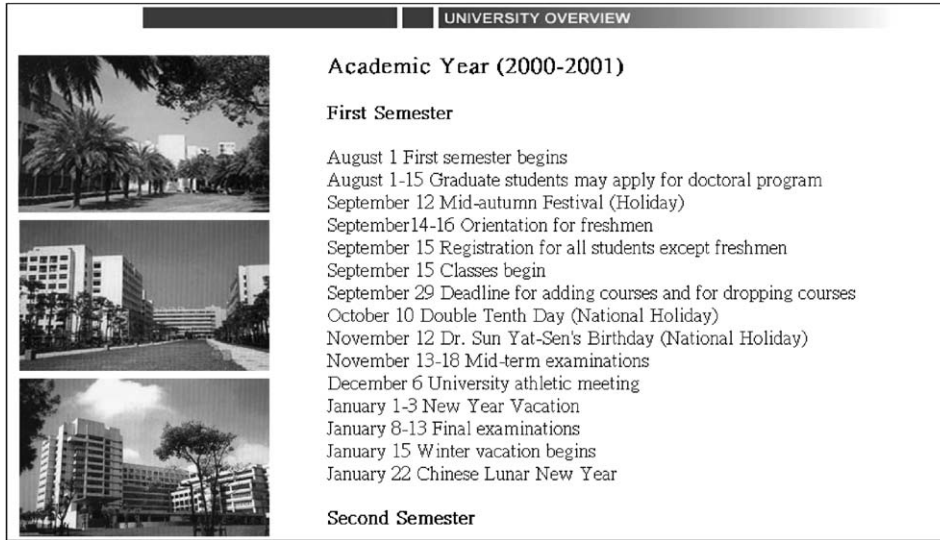 UNIVERSITY OVERVIEW
Academic Year (2000-2001)
First Semester
August 1 First semester begins
August 1-15 Graduate students may apply for doctoral program
September 12 Mid-autumn Festival (Holiday)
September14-16 Orientation for freshmen
September 15 Registration for all students except freshmen
September 15 Classes begin
September 29 Deadline for adding courses and for dropping courses
October 10 Double Tenth Day (National Holiday)
November 12 Dr. Sun Yat-Sen's Birthday (National Holiday)
November 13-18 Mid-term examinations
December 6 University athletic meeting
January 1-3 New Year Vacation
January 8-13 Final examinations
January 15 Winter vacation begins
January 22 Chinese Lunar New Year
Second Semester